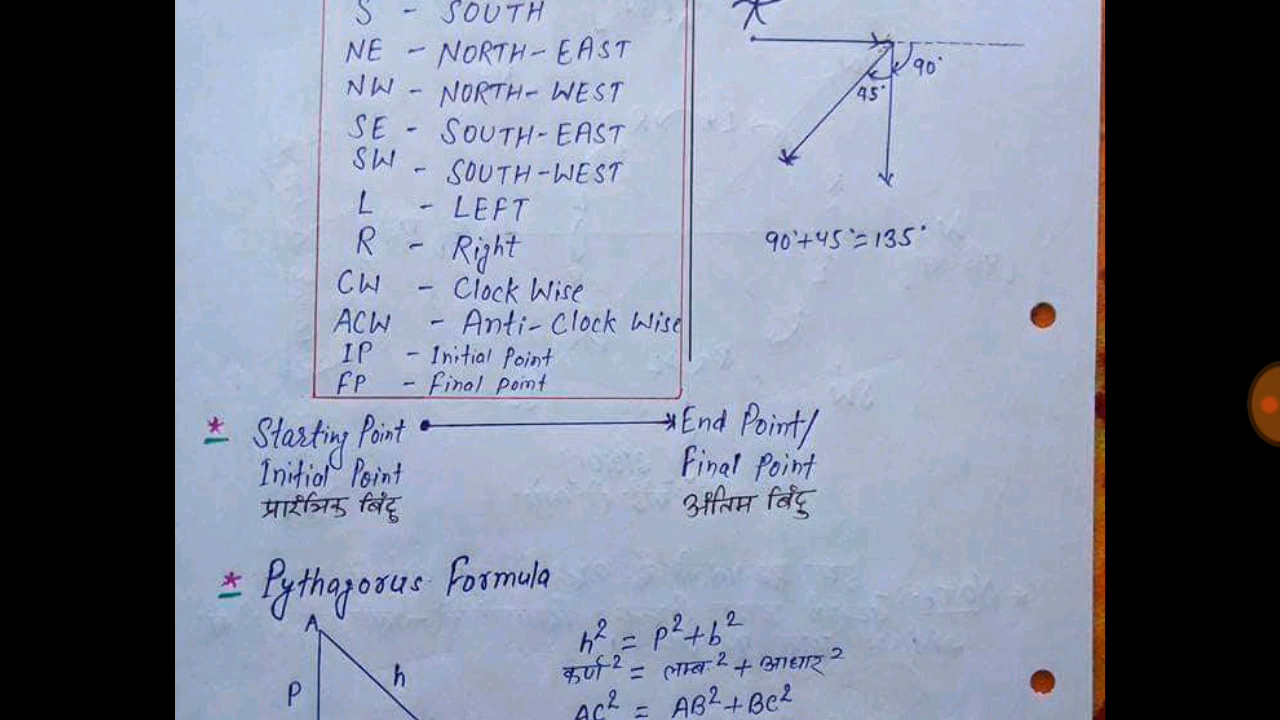 S - SOUTH
NE - NORTH-EAST
NW - NORTH-WEST
SE - SOUTH-EAST
SW - SOUTH-WEST
L - LEFT
R - Right
CW - Clock Wise
ACW - Anti-Clock Wise
IP - Initial Point
FP - Final point
90°
45°
90°+45°=135°
* Starting Point
Initial Point
प्रारंभिक बिंदु
End Point/
Final Point
अंतिम बिंदु
* Pythagorus Formula
A
P
h
h² = P²+b²
कर्ण² = लम्ब² + आधार²
AC² = AB²+BC²